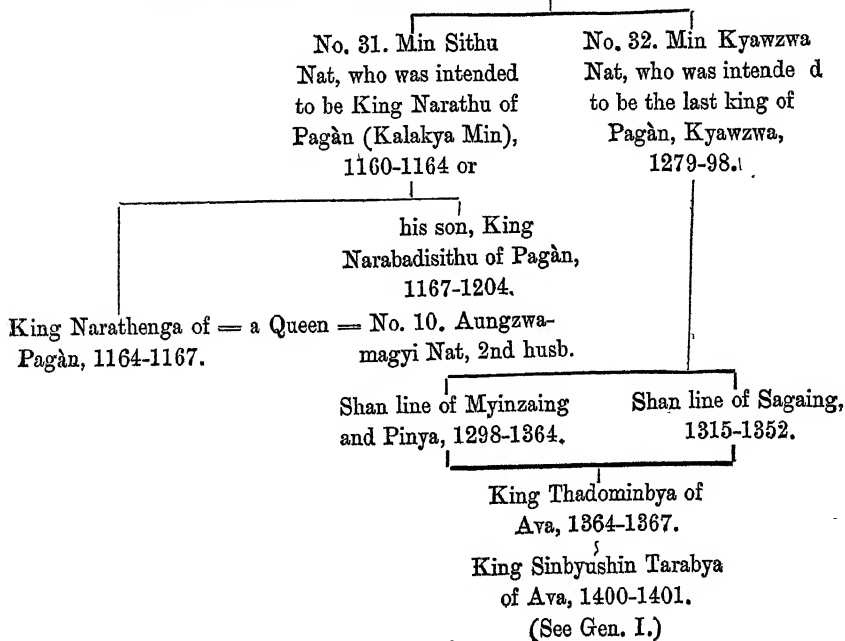 No. 31. Min Sithu
Nat, who was intended
to be King Narathu of
Pagàn (Kalakya Min),
1160-1164 or
No. 32. Min Kyawzwa
Nat, who was intende d
to be the last king of
Pagàn, Kyawzwa,
1279-98.
his son, King
Narabadisithu of Pagàn,
1167-1204.
King Narathenga of = a Queen = No. 10. Aungzwa-
Pagàn, 1164-1167.
magyi Nat, 2nd husb.
Shan line of Myinzaing
and Pinya, 1298-1364.
Shan line of Sagaing,
1315-1352.
King Thadominbya of
Ava, 1364-1367.
King Sinbyushin Tarabya
of Ava, 1400-1401.
(See Gen. I.)